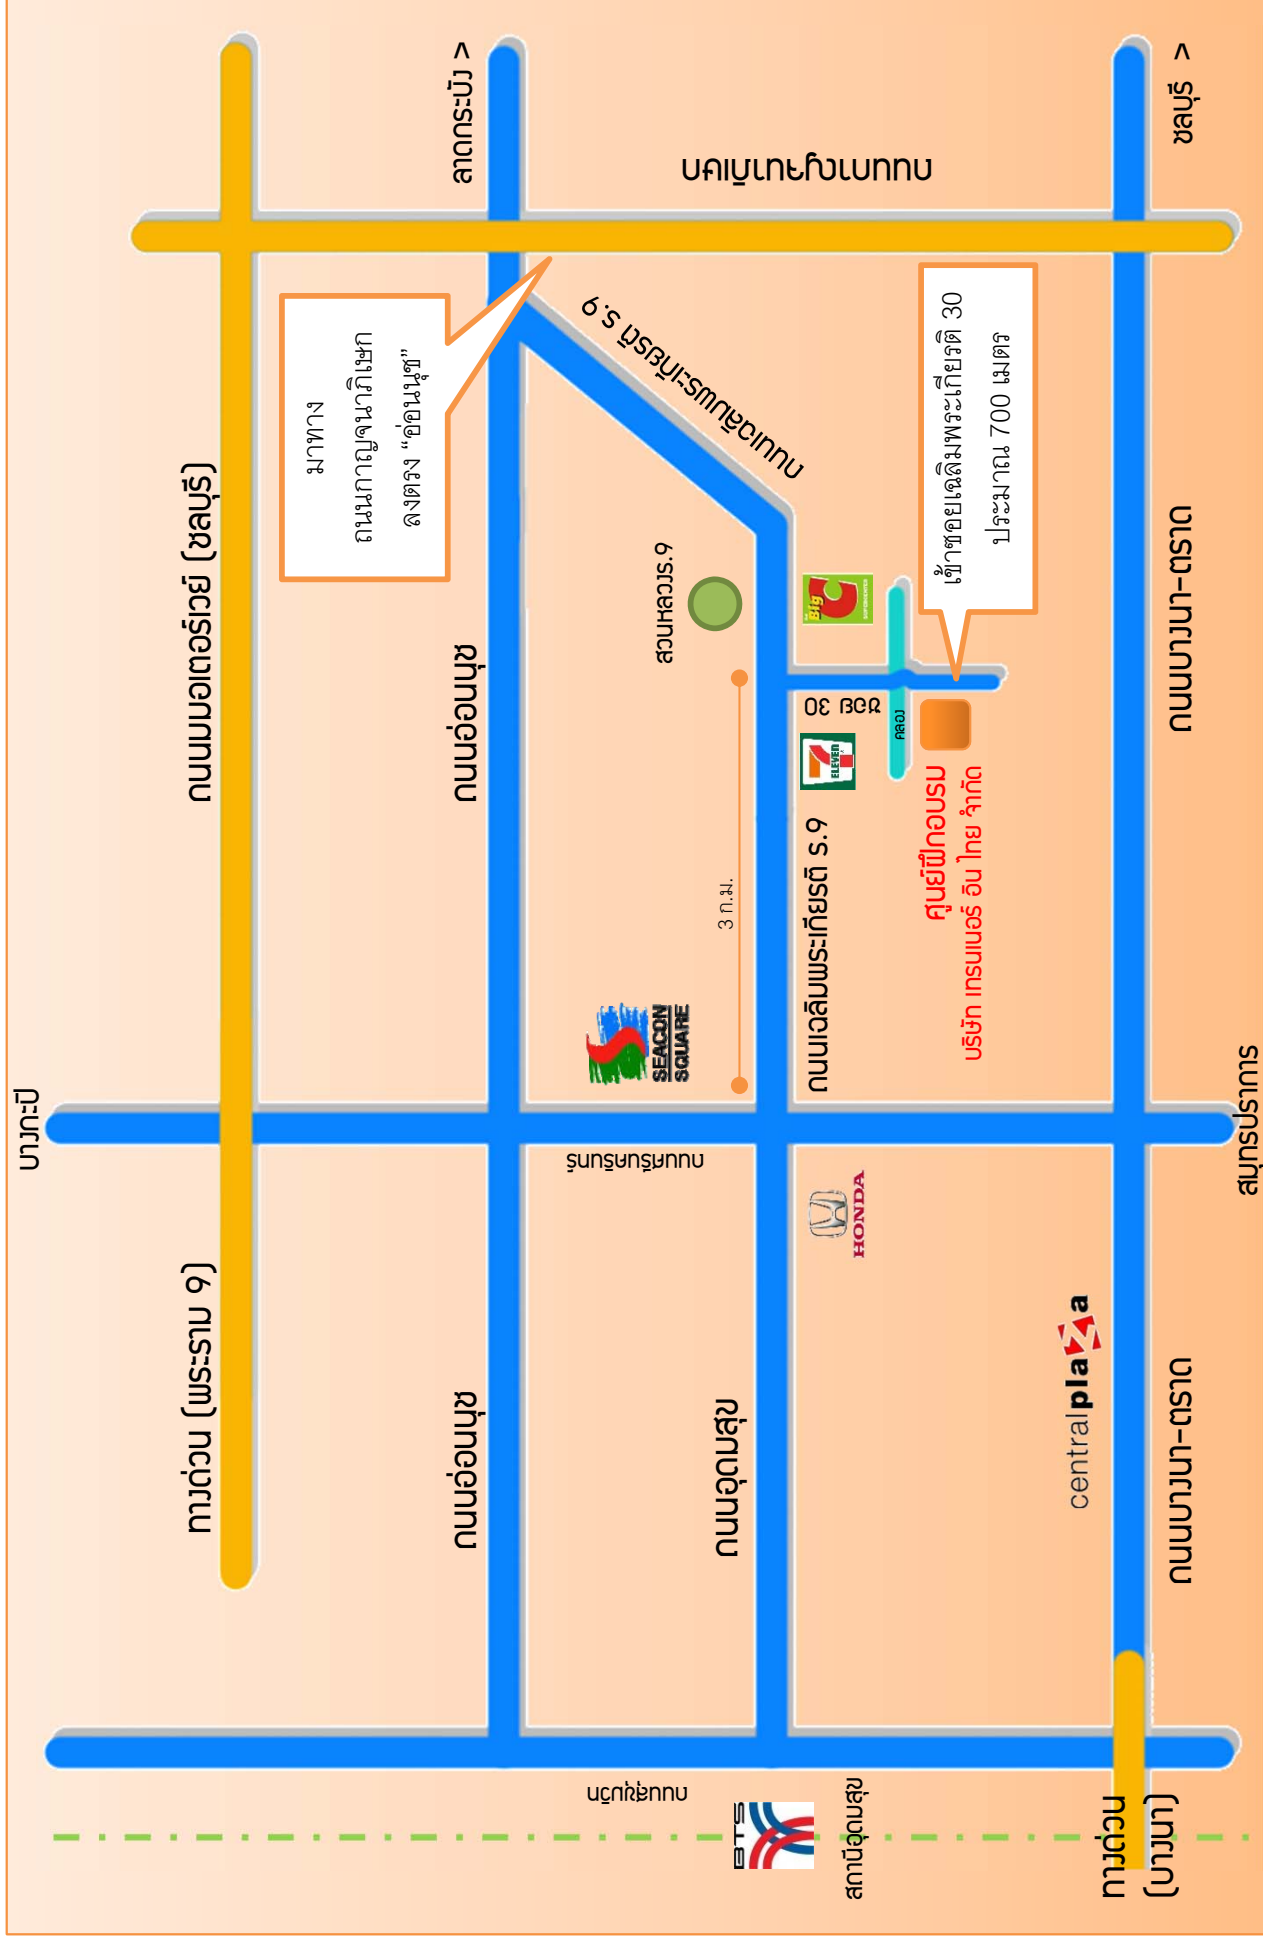 บางกะปิ
ทางด่วน (พระราม 9)
ถนนมอเตอร์เวย์ (ชลบุรี)
มาทาง
ถนนกาญจนาภิเษก
ลงตรง “อ่อนนุช”
ถนนอ่อนนุช
ถนนอ่อนนุช
ลาดกระบัง >
ถนนศรีนครินทร์
ถนนสุขุมวิท
SEACON
SQUARE
สวนหลวงร.9
ถนนเฉลิมพระเกียรติ ร.9
ถนนกาญจนาภิเษก
3 ก.ม.
ถนนอุดมสุข
BTS
สถานีอุดมสุข
HONDA
ถนนเฉลิมพระเกียรติ ร.9
7
ELEVEN
ซอย 30
Big C
SUPERCENTER
คลอง
ศูนย์ฝึกอบรม
บริษัท เทรนเนอร์ อิน ไทย จำกัด
เข้าซอยเฉลิมพระเกียรติ 30
ประมาณ 700 เมตร
centralplaza
ทางด่วน
(บางนา)
ถนนบางนา-ตราด
ถนนบางนา-ตราด
ชลบุรี >
สมุทรปราการ